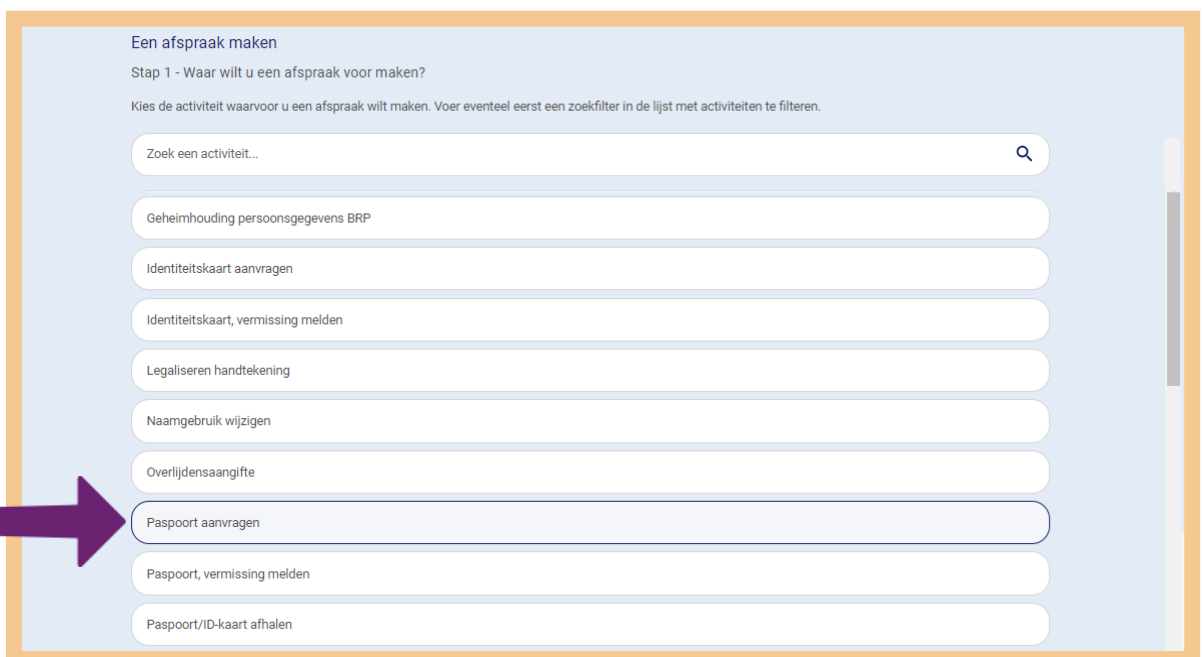 Een afspraak maken
Stap 1 - Waar wilt u een afspraak voor maken?
Kies de activiteit waarvoor u een afspraak wilt maken. Voer eventueel eerst een zoekfilter in de lijst met activiteiten te filteren.
Zoek een activiteit...
Geheimhouding persoonsgegevens BRP
Identiteitskaart aanvragen
Identiteitskaart, vermissing melden
Legaliseren handtekening
Naamgebruik wijzigen
Overlijdensaangifte
Paspoort aanvragen
Paspoort, vermissing melden
Paspoort/ID-kaart afhalen